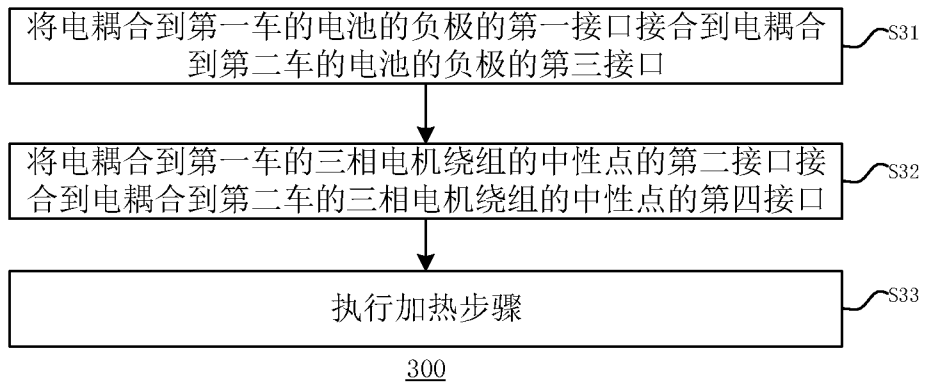 将电耦合到第一车的电池的负极的第一接口接合到电耦合
到第二车的电池的负极的第三接口
S31
将电耦合到第一车的三相电机绕组的中性点的第二接口接
合到电耦合到第二车的三相电机绕组的中性点的第四接口
S32
执行加热步骤
S33
300